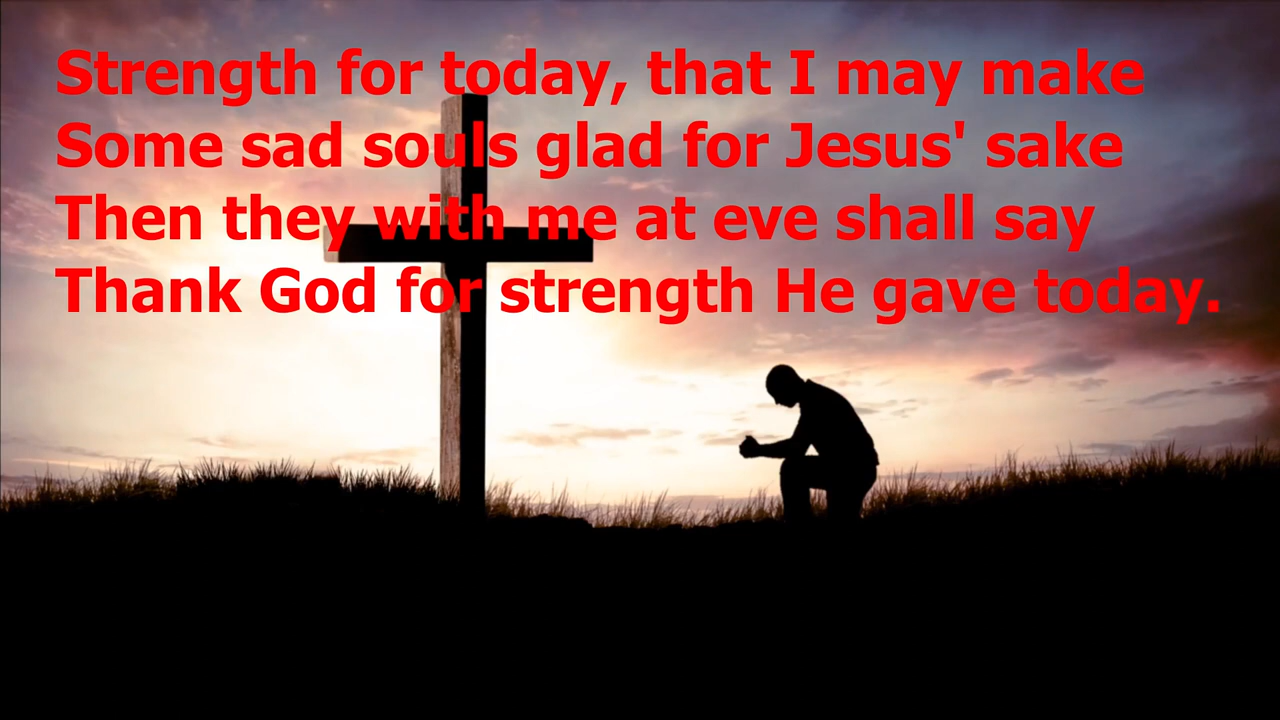 Strength for today, that I may make
Some sad souls glad for Jesus' sake
Then they with me at eve shall say
Thank God for strength He gave today.